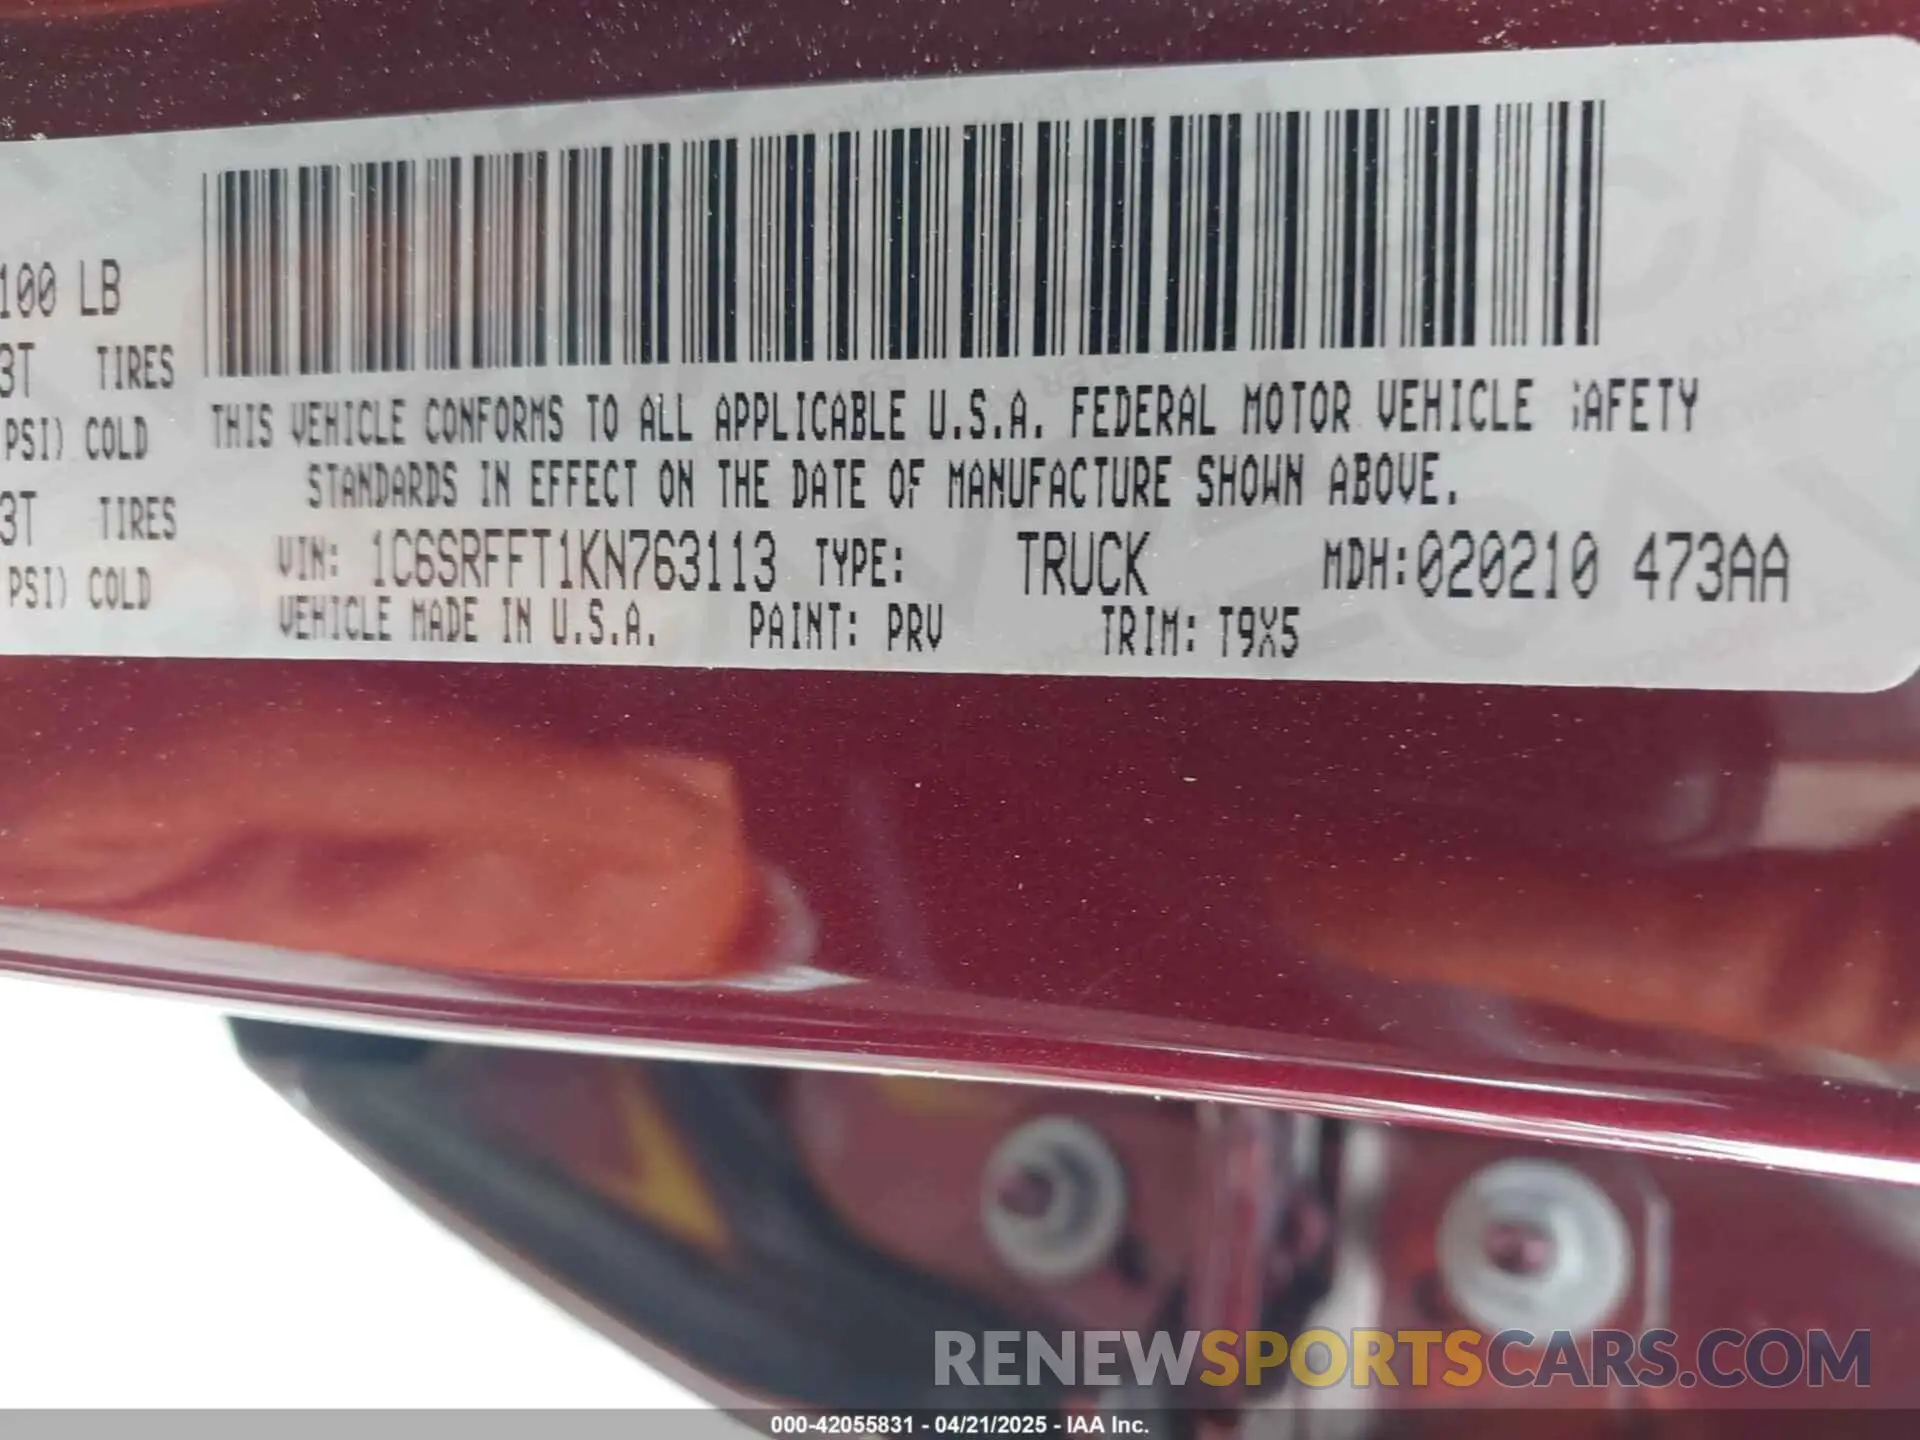 100 LB
3T TIRES
PSI) COLD
3T TIRES
PSI) COLD
THIS VEHICLE CONFORMS TO ALL APPLICABLE U.S.A. FEDERAL MOTOR VEHICLE SAFETY
STANDARDS IN EFFECT ON THE DATE OF MANUFACTURE SHOWN ABOVE.
VIN: 1C6SRFFT1KN763113 TYPE: TRUCK MDH:020210 473AA
VEHICLE MADE IN U.S.A. PAINT: PRV TRIM: T9X5
RENEWSPORTSCARS.COM
000-42055831 - 04/21/2025 - IAA Inc.